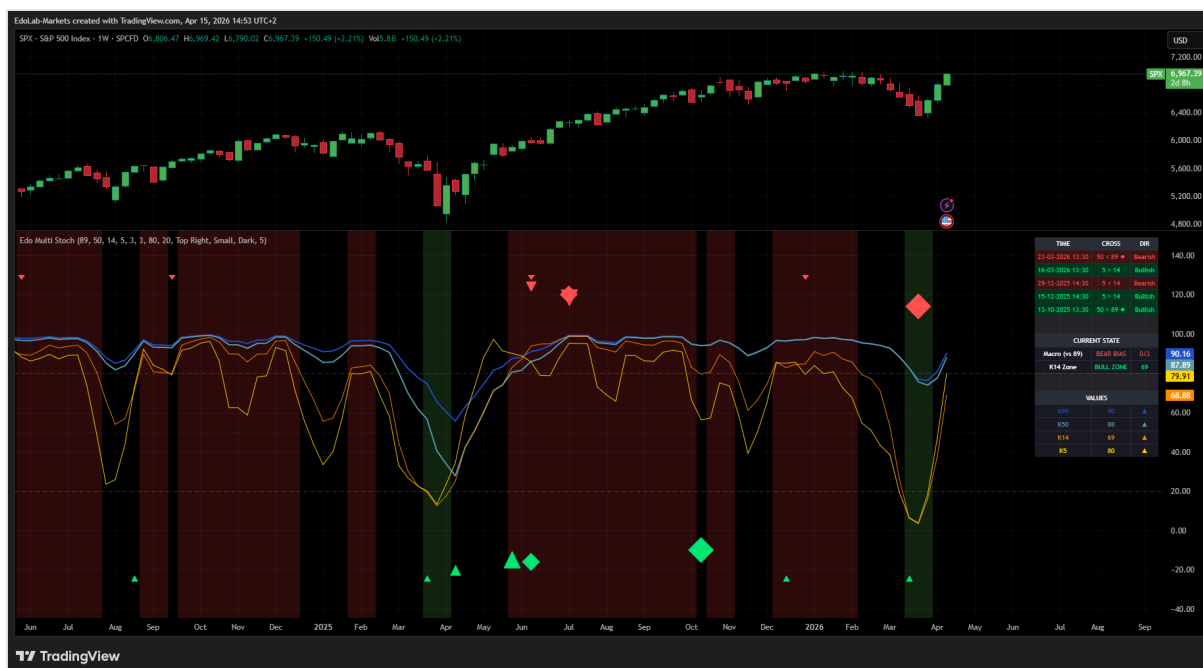 EdoLab-Markets created with TradingView.com, Apr 15, 2026 14:53 UTC+2
SPX · S&P 500 Index · 1W · SPCFD O6,806.47 H6,969.42 L6,790.02 C6,967.39 +150.49 (+2.21%) Vol5.8B +150.49 (+2.21%)
USD
7,200.00
SPX 6,967.39
2d 8h
6,400.00
6,000.00
5,600.00
5,200.00
4,800.00
Edo Multi Stoch (89, 50, 14, 5, 3, 3, 80, 20, Top Right, Small, Dark, 5)
TIME CROSS DIR
23-03-2026 13:30 50 < 89 ◆ Bearish
16-03-2026 13:30 5 > 14 Bullish
29-12-2025 14:30 5 < 14 Bearish
15-12-2025 14:30 5 > 14 Bullish
13-10-2025 13:30 50 > 89 ◆ Bullish
CURRENT STATE
Macro (vs 89) BEAR BIAS 0/3
K14 Zone BULL ZONE 69
VALUES
K89 90 ▲
K50 88 ▲
K14 69 ▲
K5 80 ▲
140.00
120.00
100.00
90.16
87.89
79.91
68.88
60.00
40.00
20.00
0.00
−20.00
−40.00
Jun Jul Aug Sep Oct Nov Dec 2025 Feb Mar Apr May Jun Jul Aug Sep Oct Nov Dec 2026 Feb Mar Apr May Jun Jul Aug Sep
TradingView